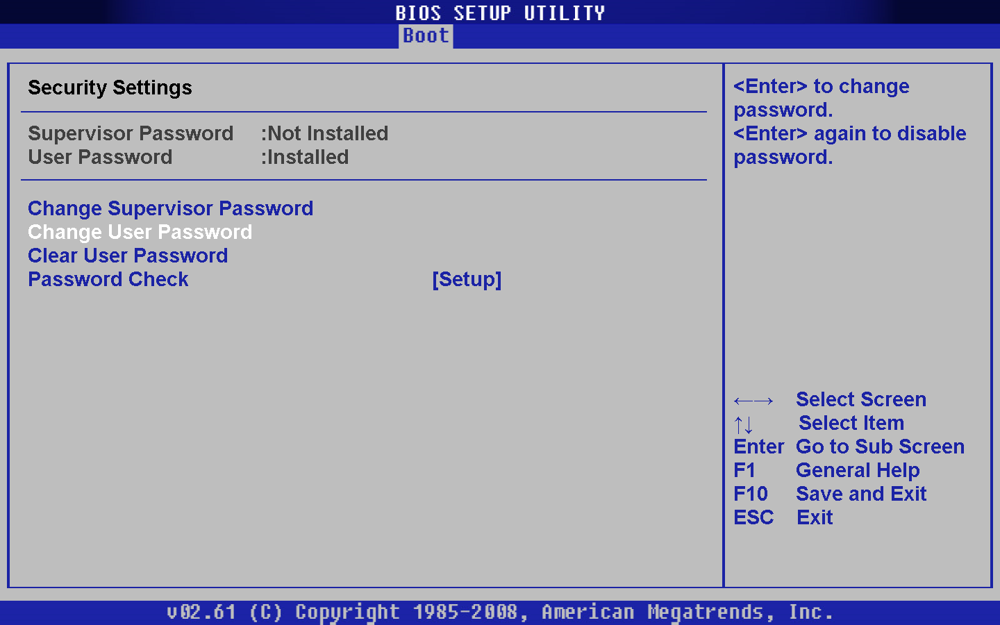 BIOS SETUP UTILITY
Boot
Security Settings
Supervisor Password :Not Installed
User Password :Installed
Change Supervisor Password
Change User Password
Clear User Password
Password Check [Setup]
<Enter> to change
password.
<Enter> again to disable
password.
←→ Select Screen
↑↓ Select Item
Enter Go to Sub Screen
F1 General Help
F10 Save and Exit
ESC Exit
v02.61 (C) Copyright 1985-2008, American Megatrends, Inc.